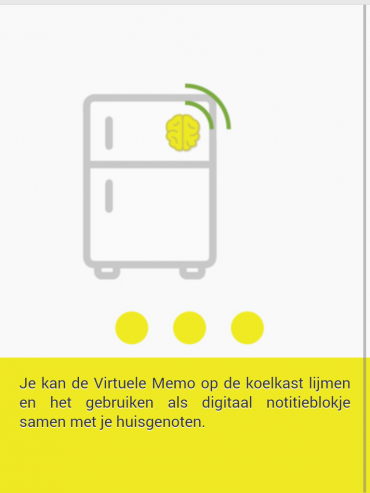 Je kan de Virtuele Memo op de koelkast lijmen
en het gebruiken als digitaal notitieblokje
samen met je huisgenoten.